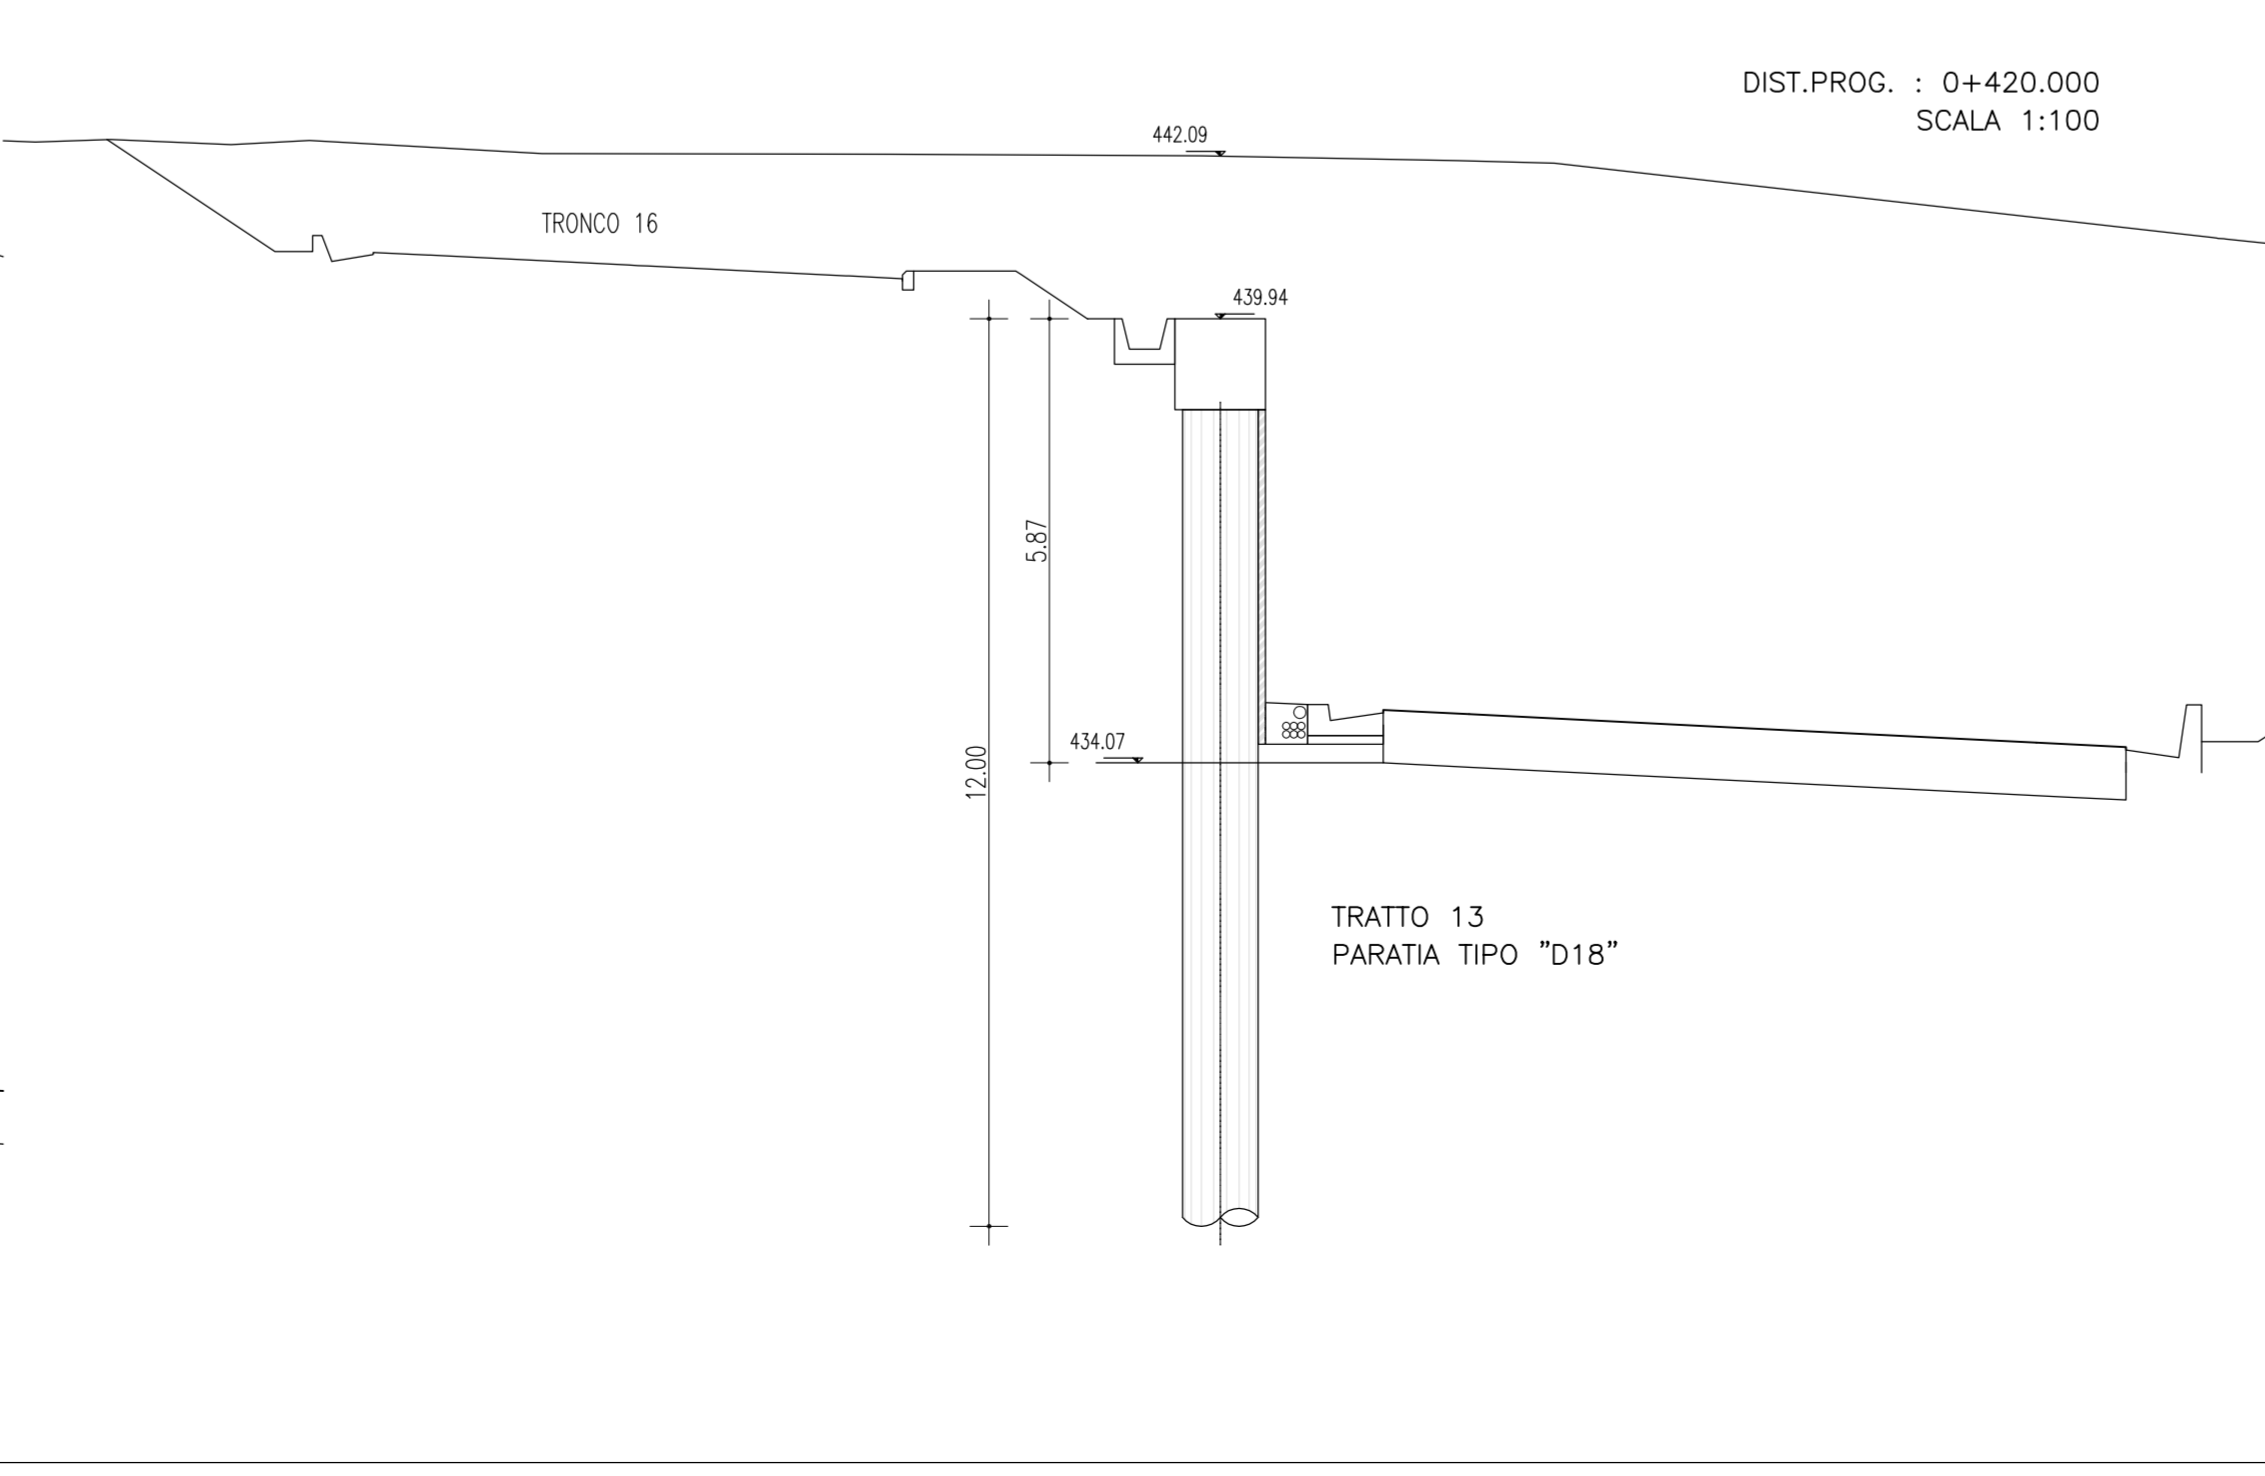 DIST.PROG. : 0+420.000
SCALA 1:100
442.09
TRONCO 16
439.94
5.87
434.07
12.00
TRATTO 13
PARATIA TIPO ”D18”